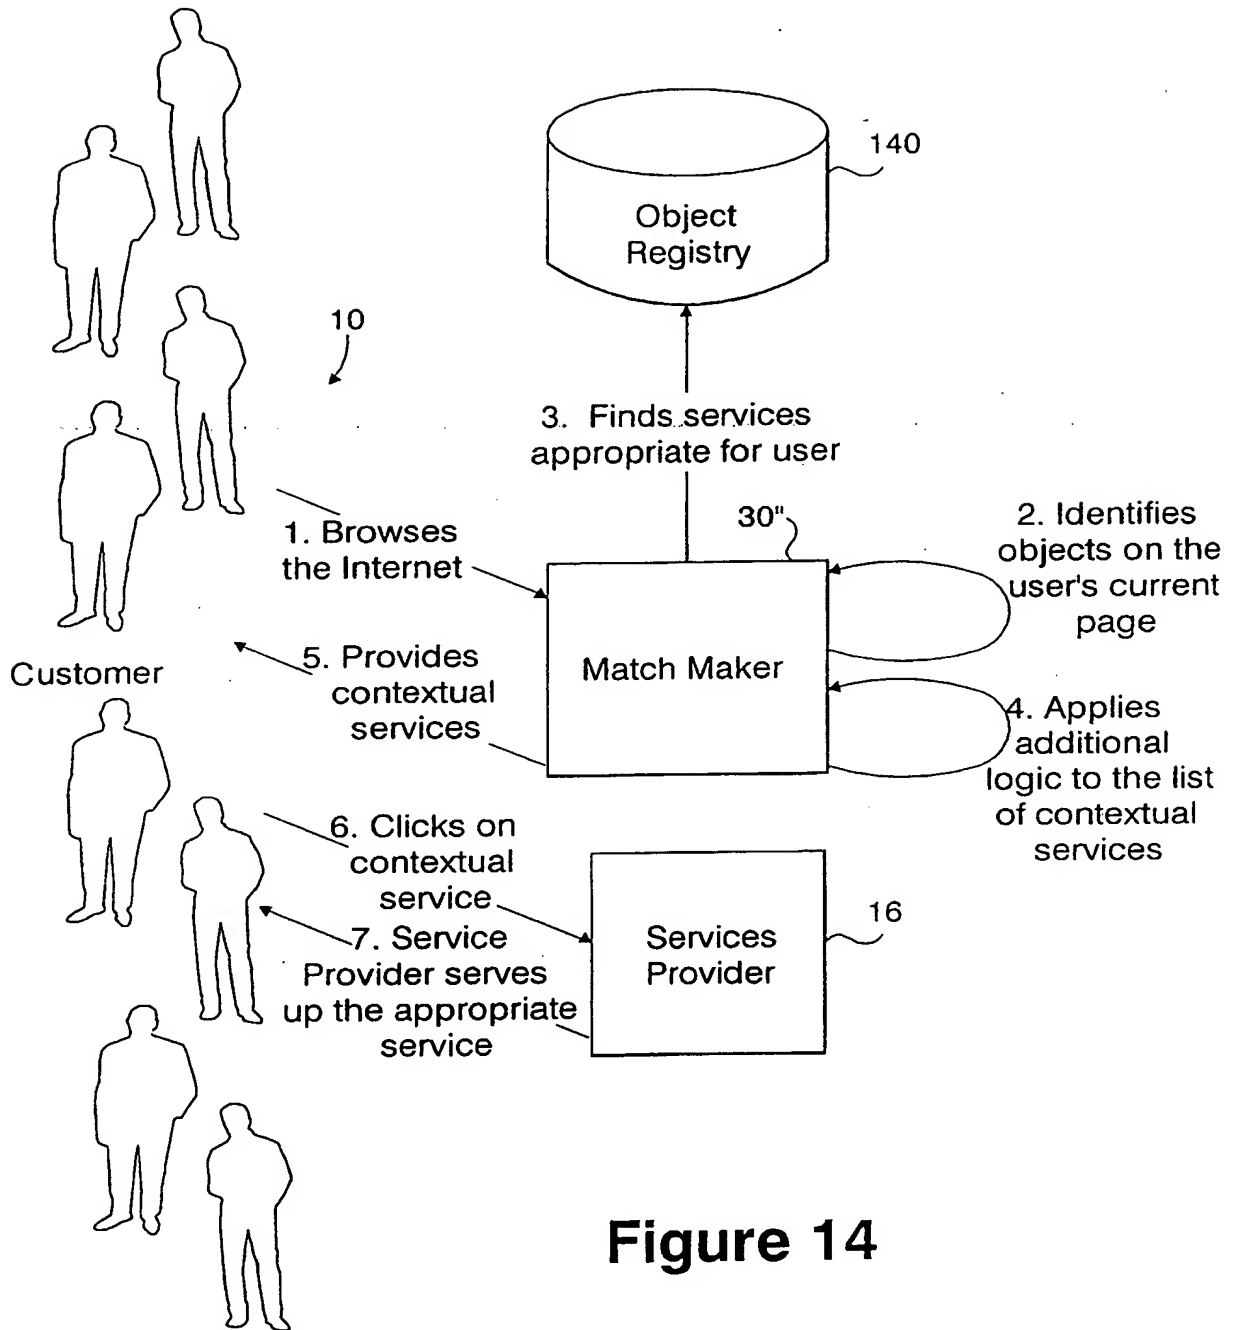 140
Object
Registry
10
3. Finds services
appropriate for user
30"
1. Browses
the Internet
2. Identifies
objects on the
user's current
page
Match Maker
5. Provides
contextual
services
Customer
4. Applies
additional
logic to the list
of contextual
services
6. Clicks on
contextual
service
16
Services
Provider
7. Service
Provider serves
up the appropriate
service
Figure 14